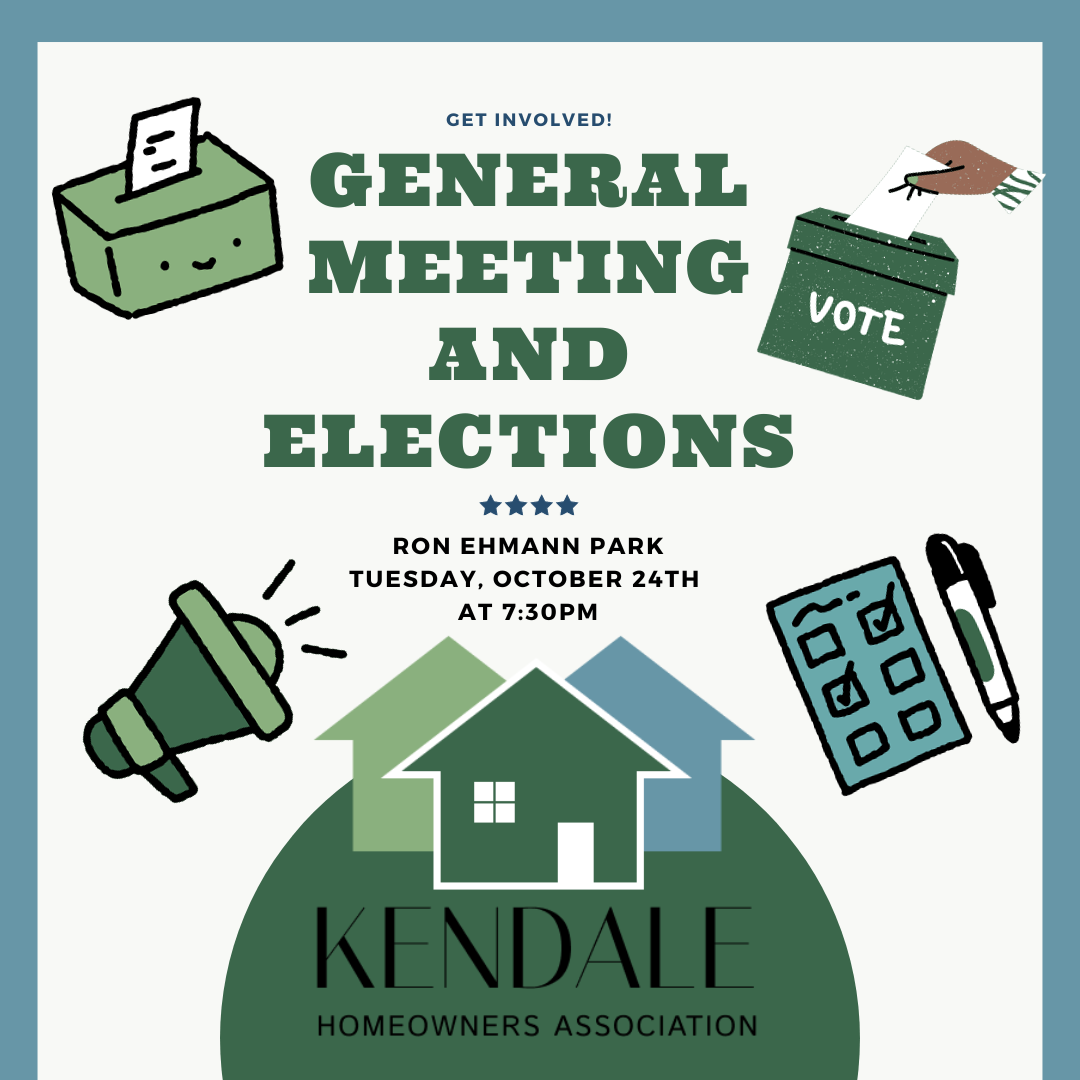 GET INVOLVED!
GENERAL
MEETING
AND
ELECTIONS
VOTE
RON EHMANN PARK
TUESDAY, OCTOBER 24TH
AT 7:30PM
KENDALE
HOMEOWNERS ASSOCIATION